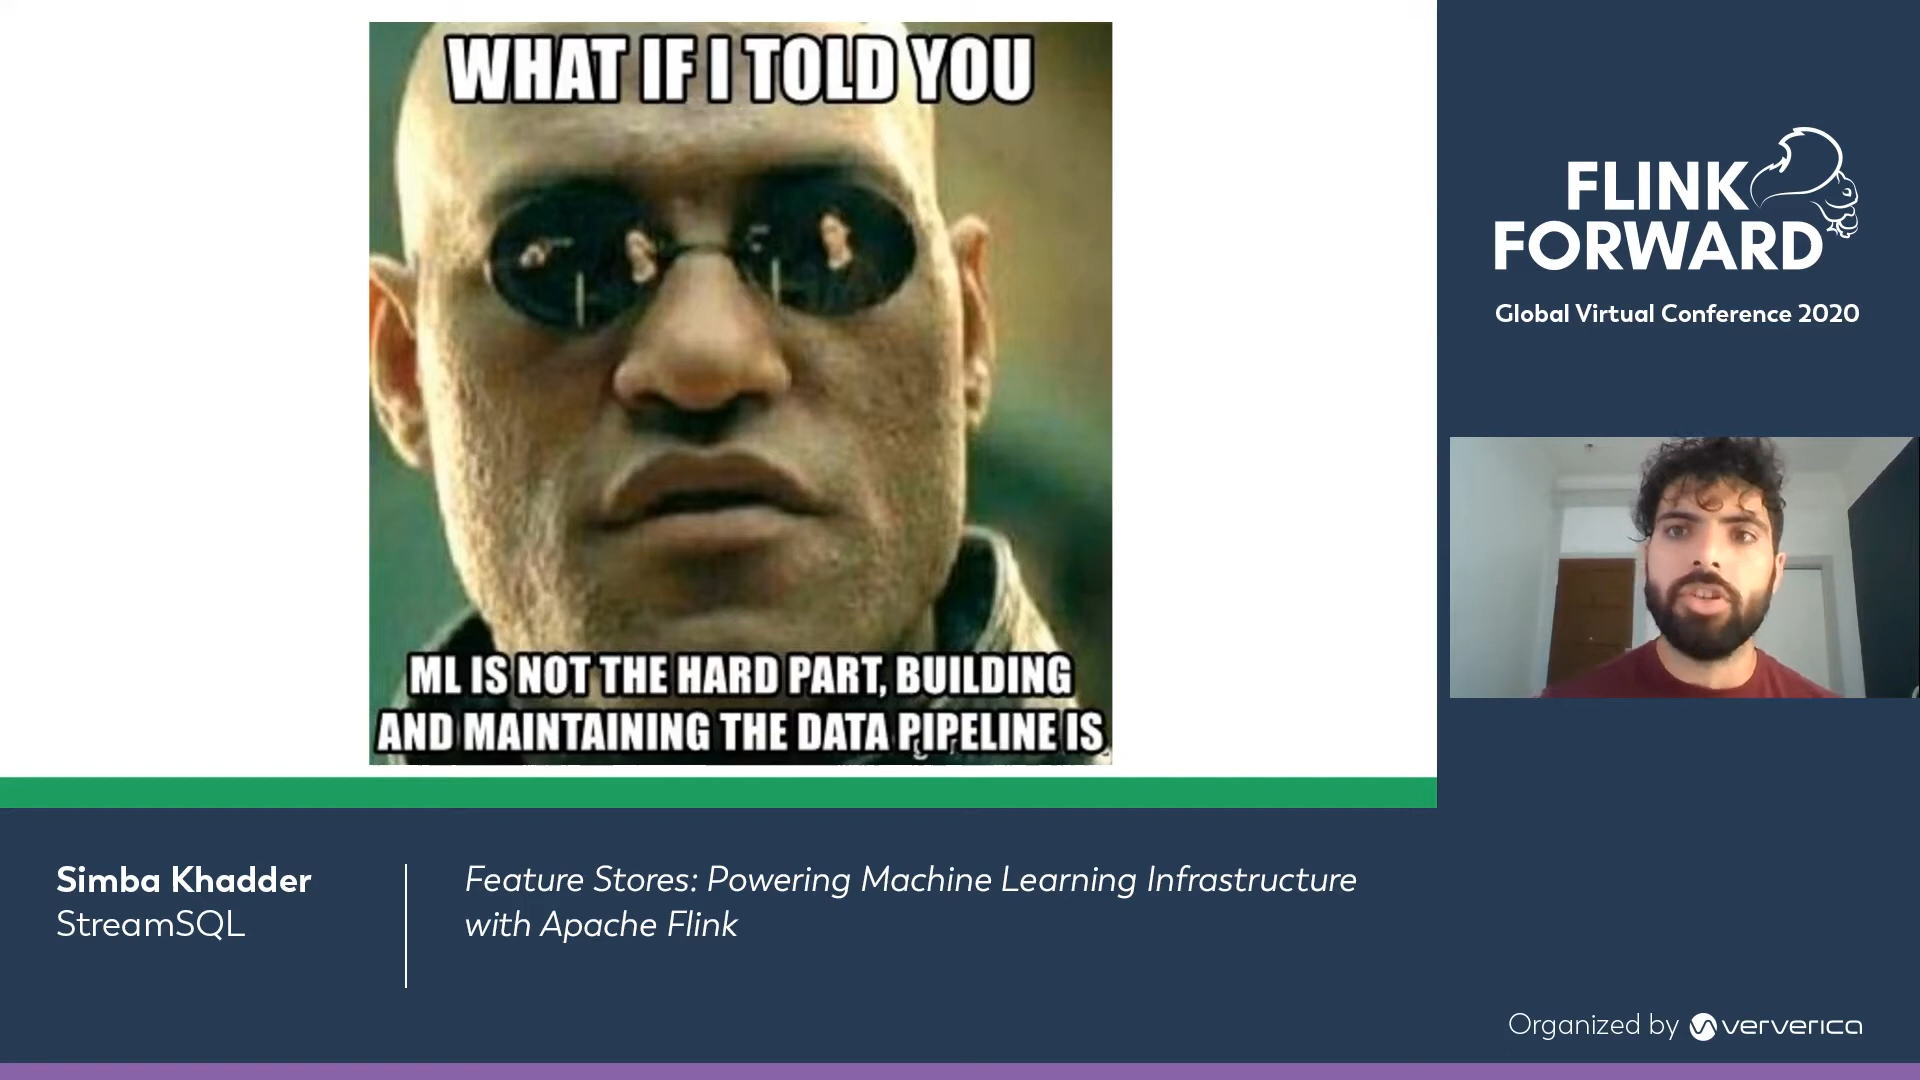 WHAT IF I TOLD YOU
ML IS NOT THE HARD PART, BUILDING
AND MAINTAINING THE DATA PIPELINE IS
FLINK
FORWARD
Global Virtual Conference 2020
Simba Khadder
StreamSQL
Feature Stores: Powering Machine Learning Infrastructure
with Apache Flink
Organized by ververica